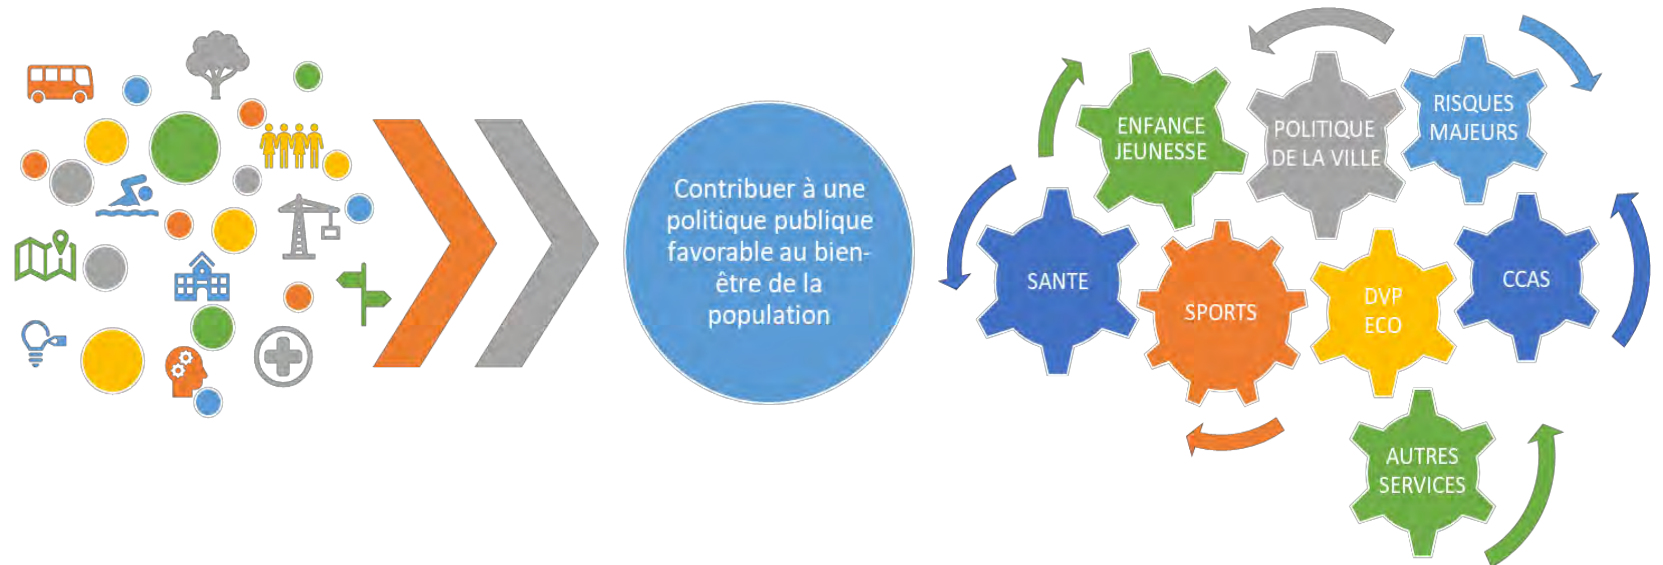 Contribuer à une
politique publique
favorable au bien-
être de la
population
ENFANCE
JEUNESSE
POLITIQUE
DE LA VILLE
RISQUES
MAJEURS
SANTE
SPORTS
DVP
ECO
CCAS
AUTRES
SERVICES